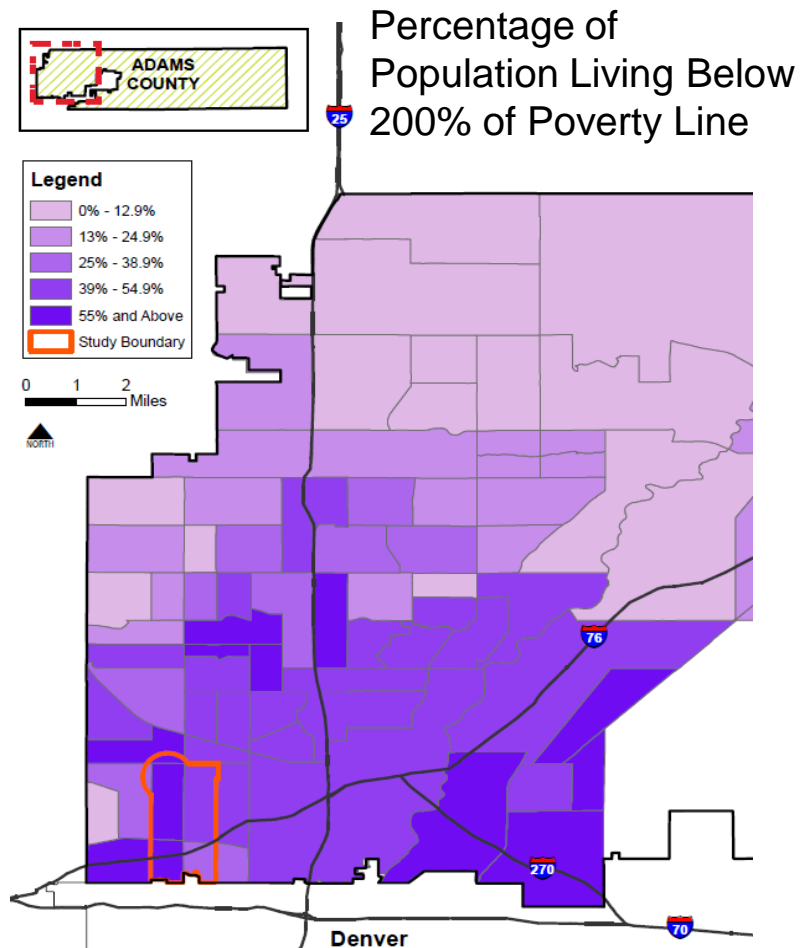 Percentage of
Population Living Below
200% of Poverty Line
ADAMS
COUNTY
25
Legend
0% - 12.9%
13% - 24.9%
25% - 38.9%
39% - 54.9%
55% and Above
Study Boundary
0 1 2
Miles
NORTH
76
270
70
Denver